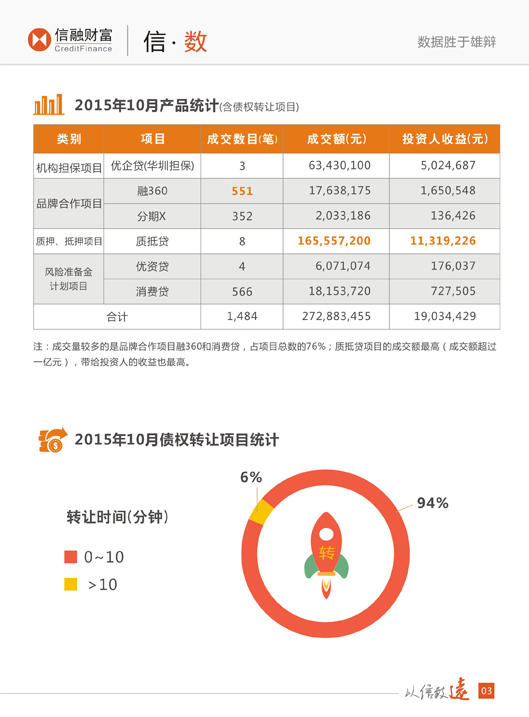 信融财富
CreditFinance
信·数
数据胜于雄辩
2015年10月产品统计(含债权转让项目)
类别 项目 成交数目(笔) 成交额(元) 投资人收益(元)
机构担保项目 优企贷(华圳担保) 3 63,430,100 5,024,687
品牌合作项目 融360 551 17,638,175 1,650,548
分期X 352 2,033,186 136,426
质押、抵押项目 质抵贷 8 165,557,200 11,319,226
风险准备金
计划项目
优资贷 4 6,071,074 176,037
消费贷 566 18,153,720 727,505
合计 1,484 272,883,455 19,034,429
注：成交量较多的是品牌合作项目融360和消费贷，占项目总数的76%；质抵贷项目的成交额最高（成交额超过
一亿元），带给投资人的收益也最高。
$
2015年10月债权转让项目统计
6%
94%
转让时间(分钟)
0~10
>10
转
以信致远
03